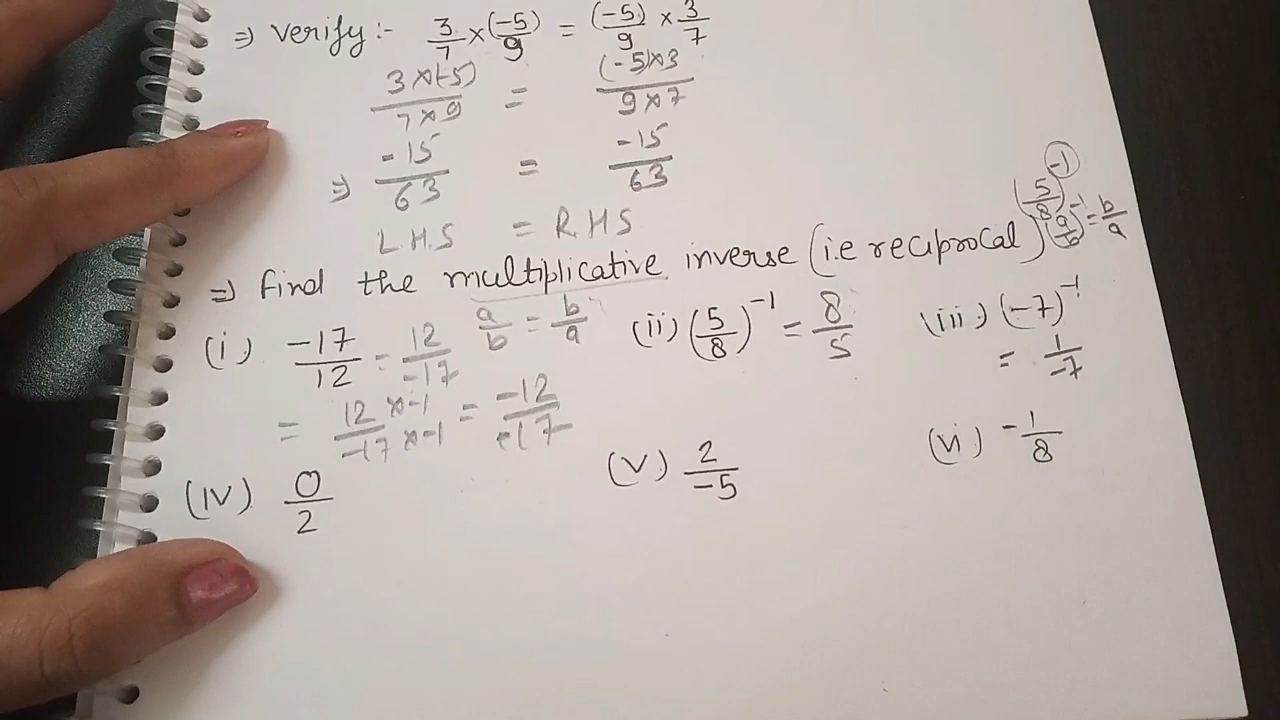 ⇒ Verify:- 3/7 × (-5)/9 = (-5)/9 × 3/7
3×(-5)/7×9 = (-5)×3/9×7
⇒ -15/63 = -15/63
L.H.S = R.H.S
(5/8)^-1
⇒ find the multiplicative inverse (i.e reciprocal) (a/b)^-1 = b/a
(i) -17/12 = 12/-17 a/b = b/a (ii) (5/8)^-1 = 8/5 (iii) (-7)^-1
= 1/-7
= 12×-1/-17×-1 = -12/17
(iv) 0/2 (v) 2/-5 (vi) -1/8